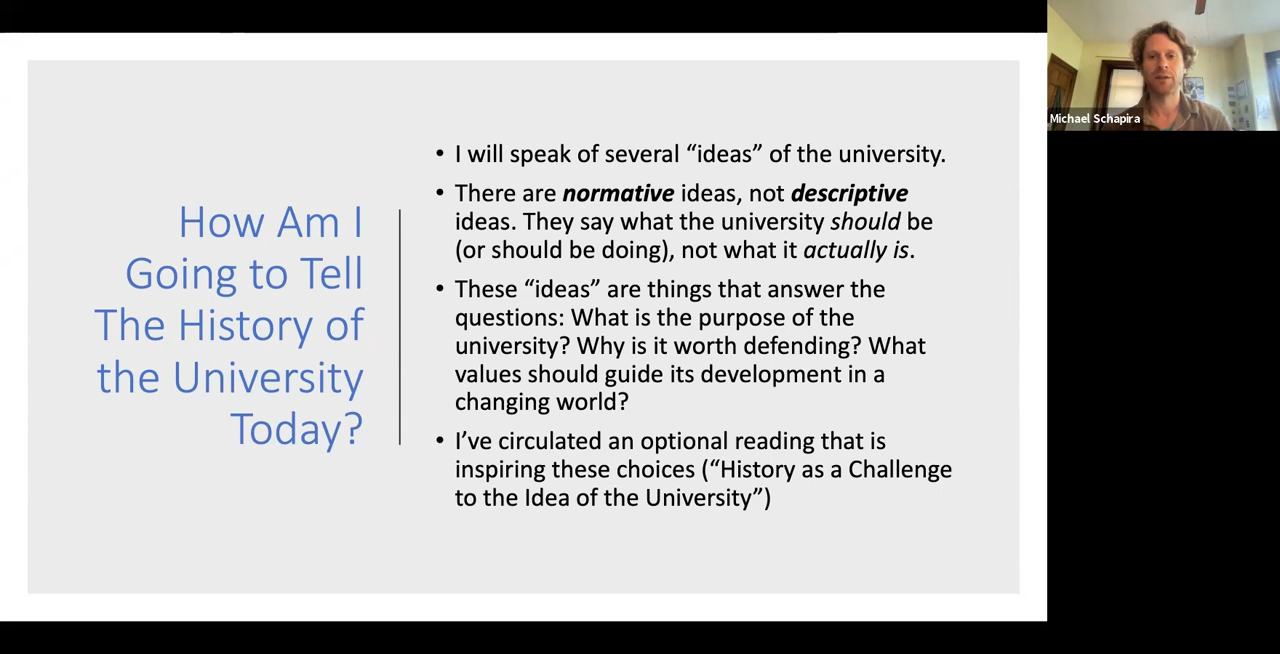 How Am I
Going to Tell
The History of
the University
Today?
• I will speak of several “ideas” of the university.
• There are normative ideas, not descriptive
ideas. They say what the university should be
(or should be doing), not what it actually is.
• These “ideas” are things that answer the
questions: What is the purpose of the
university? Why is it worth defending? What
values should guide its development in a
changing world?
• I’ve circulated an optional reading that is
inspiring these choices (“History as a Challenge
to the Idea of the University”)
Michael Schapira